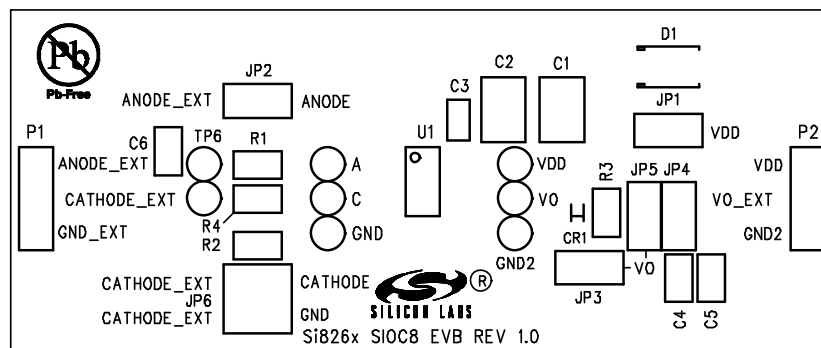 Pb
Pb-Free
D1
JP2
C3
C2
C1
ANODE_EXT
ANODE
JP1
P1
C6
TP6
R1
U1
VDD
P2
ANODE_EXT
A
VDD
R3
JP5
JP4
VDD
CATHODE_EXT
C
VO
VO_EXT
GND_EXT
R4
R2
GND
CR1
GND2
GND2
CATHODE_EXT
CATHODE
VO
JP6
JP3
CATHODE_EXT
GND
C4
C5
®
SILICON LABS
Si826x SIOC8 EVB REV 1.0